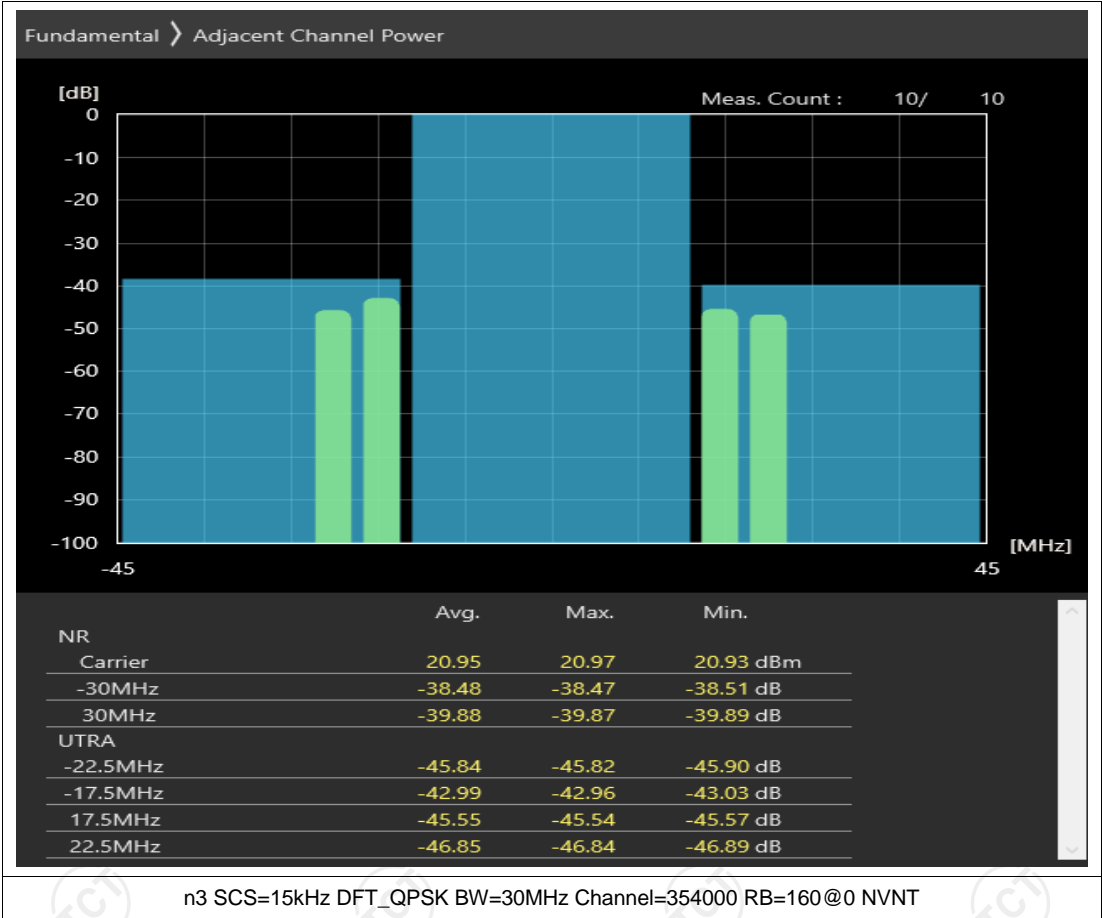 Fundamental ❯ Adjacent Channel Power
[dB]
Meas. Count : 10/ 10
0
-10
-20
-30
-40
-50
-60
-70
-80
-90
-100
[MHz]
-45 45
Avg. Max. Min.
NR
Carrier 20.95 20.97 20.93 dBm
-30MHz -38.48 -38.47 -38.51 dB
30MHz -39.88 -39.87 -39.89 dB
UTRA
-22.5MHz -45.84 -45.82 -45.90 dB
-17.5MHz -42.99 -42.96 -43.03 dB
17.5MHz -45.55 -45.54 -45.57 dB
22.5MHz -46.85 -46.84 -46.89 dB
n3 SCS=15kHz DFT_QPSK BW=30MHz Channel=354000 RB=160@0 NVNT
TCT TCT TCT TCT TCT